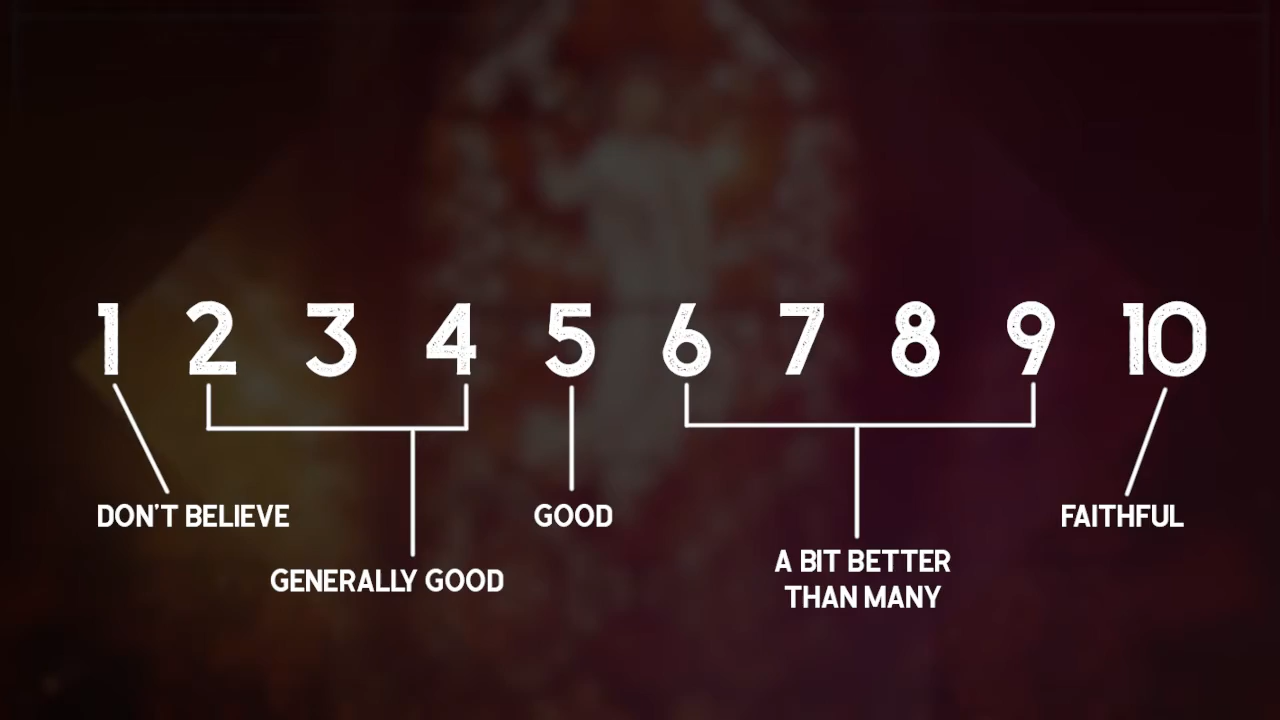 1 2 3 4 5 6 7 8 9 10
DON'T BELIEVE
GENERALLY GOOD
GOOD
A BIT BETTER
THAN MANY
FAITHFUL